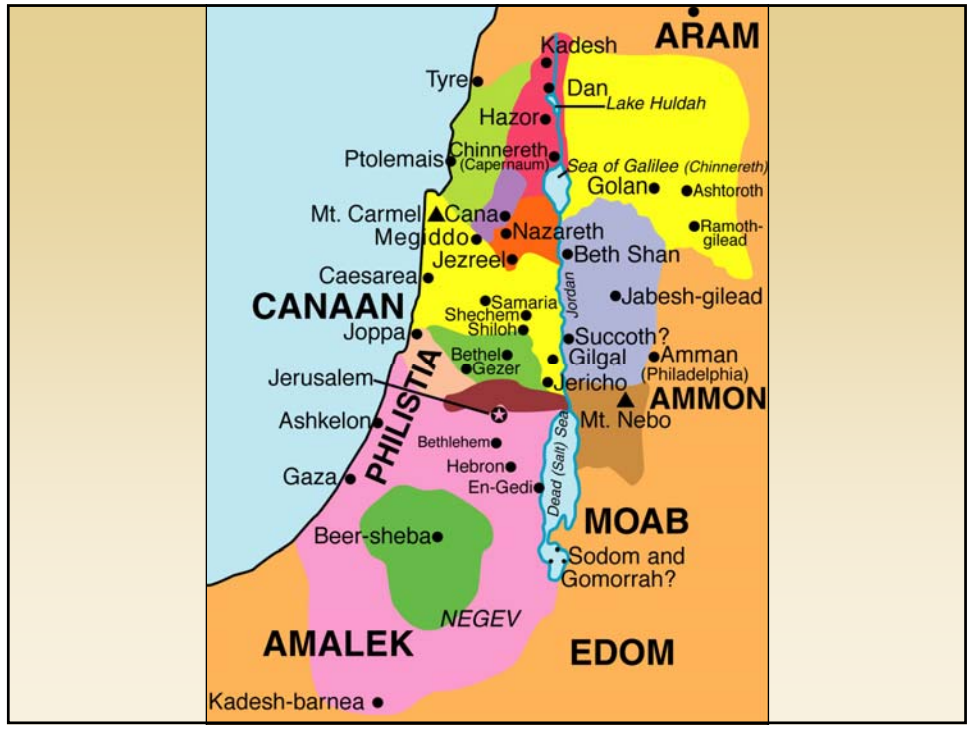 ARAM
Kadesh
Tyre
Dan
Lake Huldah
Hazor
Chinnereth
(Capernaum)
Ptolemais
Sea of Galilee (Chinnereth)
Golan
Ashtoroth
Mt. Carmel
Cana
Ramoth-
gilead
Nazareth
Megiddo
Beth Shan
Jezreel
Caesarea
Jordan
Jabesh-gilead
CANAAN
Samaria
Shechem
Shiloh
Joppa
Succoth?
Bethel
Gilgal
Amman
(Philadelphia)
Gezer
Jerusalem
Jericho
AMMON
PHILISTIA
Ashkelon
Mt. Nebo
Bethlehem
Dead (Salt) Sea
Hebron
Gaza
En-Gedi
MOAB
Beer-sheba
Sodom and
Gomorrah?
NEGEV
AMALEK
EDOM
Kadesh-barnea